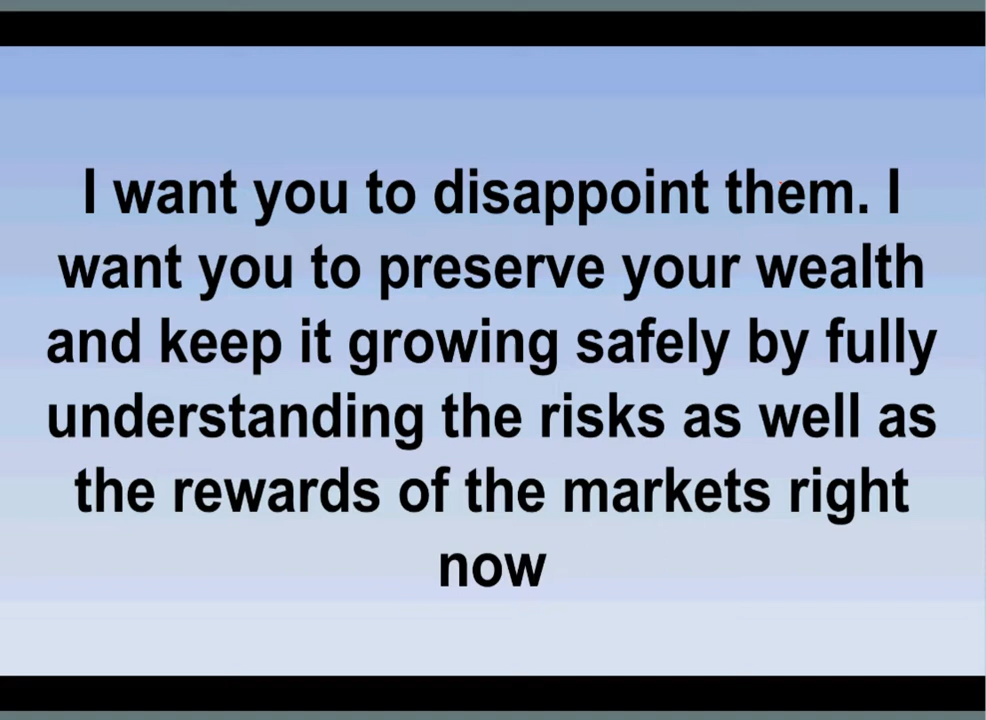 I want you to disappoint them. I
want you to preserve your wealth
and keep it growing safely by fully
understanding the risks as well as
the rewards of the markets right
now